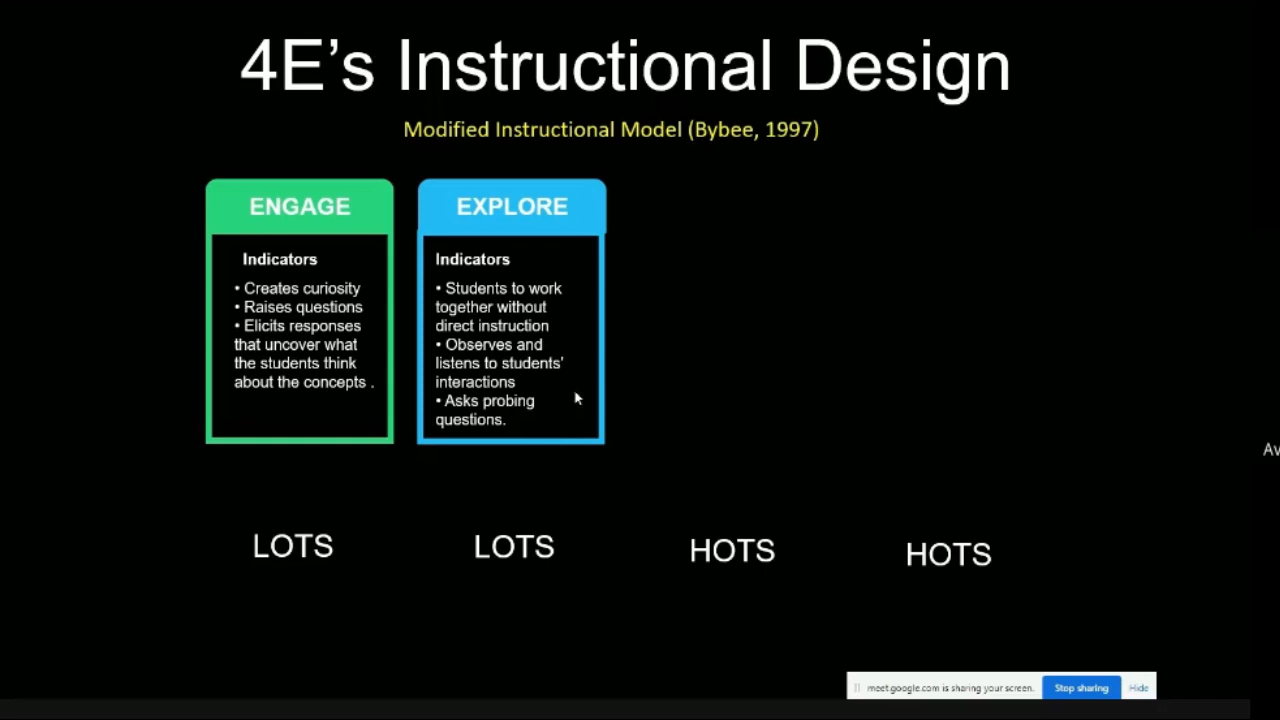 4E’s Instructional Design
Modified Instructional Model (Bybee, 1997)
ENGAGE
Indicators
• Creates curiosity
• Raises questions
• Elicits responses
that uncover what
the students think
about the concepts .
EXPLORE
Indicators
• Students to work
together without
direct instruction
• Observes and
listens to students’
interactions
• Asks probing
questions.
Av
LOTS
LOTS
HOTS
HOTS
meet.google.com is sharing your screen.
Stop sharing
Hide